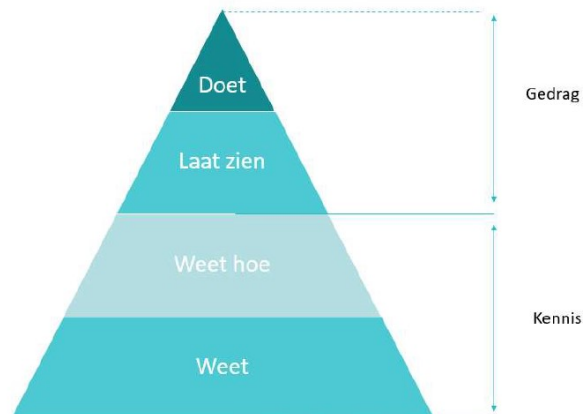 Doet
Gedrag
Laat zien
Weet hoe
Kennis
Weet